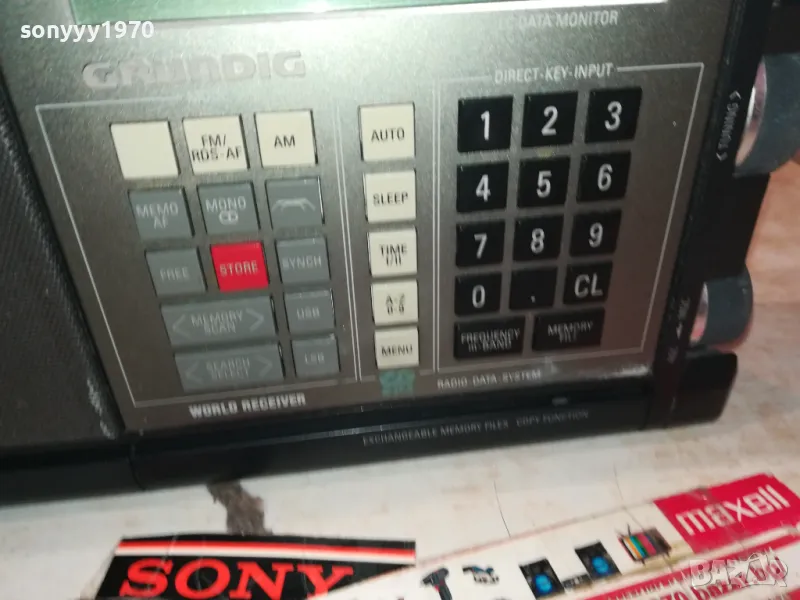 sonyyy1970
DATA MONITOR
GRUNDIG
DIRECT-KEY-INPUT
FM/
RDS-AF
AM
AUTO
1
2
3
TUNING
MEMO
AF
MONO
SLEEP
4
5
6
FREE
STORE
SYNCH
TIME
I/II
7
8
9
MEMORY
SCAN
USB
A-Z
0-9
0
.
CL
SEARCH
SELECT
LSB
MENU
FREQUENCY
m-BAND
MEMORY
FILE
RADIO-DATA-SYSTEM
WORLD RECEIVER
EXCHANGEABLE MEMORY FILES COPY FUNCTION
maxell
SONY